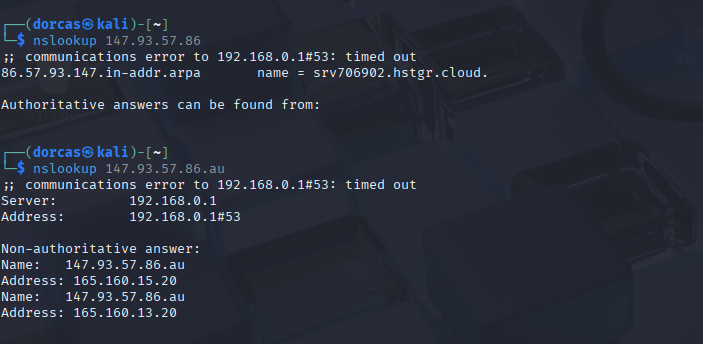 ┌──(dorcas㉿kali)-[~]
└─$ nslookup 147.93.57.86
;; communications error to 192.168.0.1#53: timed out
86.57.93.147.in-addr.arpa       name = srv706902.hstgr.cloud.

Authoritative answers can be found from:

┌──(dorcas㉿kali)-[~]
└─$ nslookup 147.93.57.86.au
;; communications error to 192.168.0.1#53: timed out
Server:         192.168.0.1
Address:        192.168.0.1#53

Non-authoritative answer:
Name:   147.93.57.86.au
Address: 165.160.15.20
Name:   147.93.57.86.au
Address: 165.160.13.20